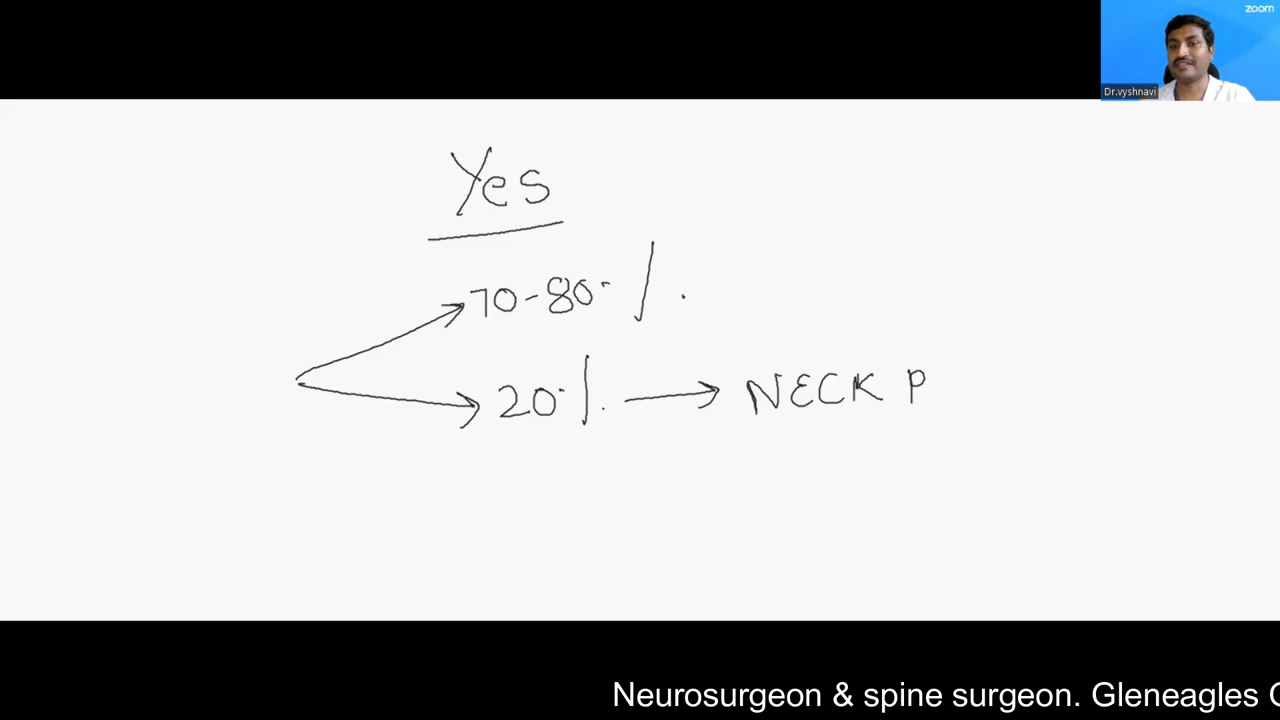 zoom
Dr.vyshnavi
Yes
70-80%.
20%. → NECK P
Neurosurgeon & spine surgeon. Gleneagles